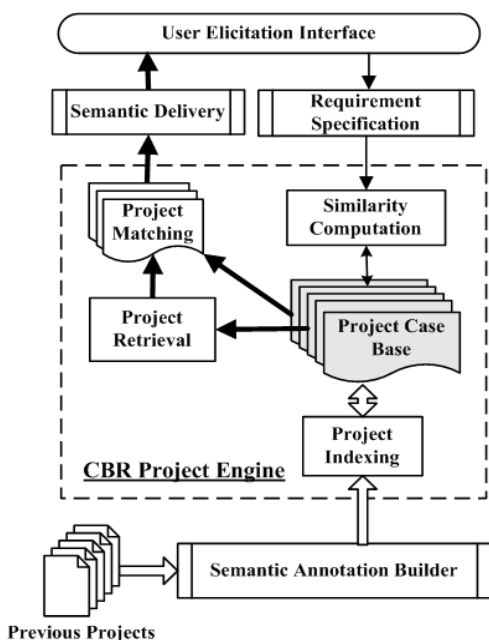 User Elicitation Interface
Semantic Delivery
Requirement
Specification
Project
Matching
Similarity
Computation
Project
Retrieval
Project Case
Base
Project
Indexing
CBR Project Engine
Semantic Annotation Builder
Previous Projects